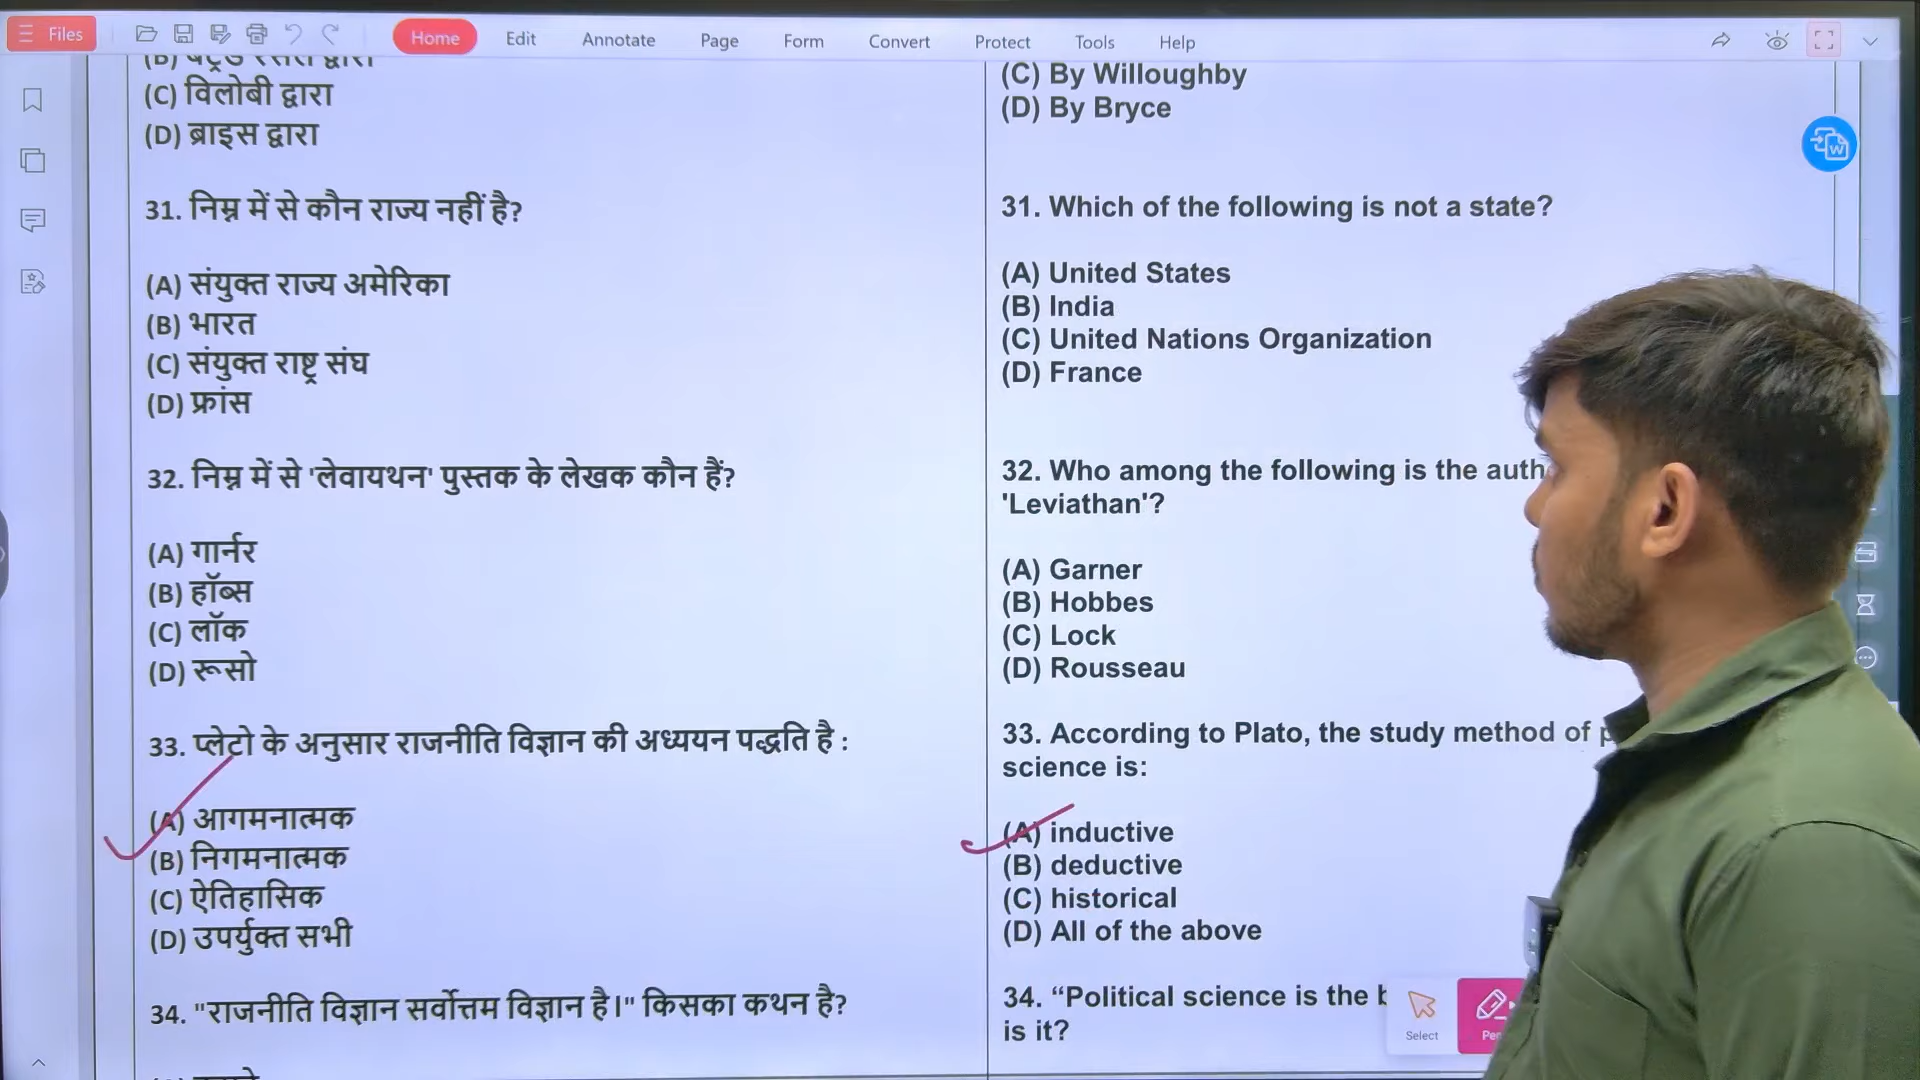 Files
Home
Edit
Annotate
Page
Form
Convert
Protect
Tools
Help
(C) विलोबी द्वारा
(D) ब्राइस द्वारा
31. निम्न में से कौन राज्य नहीं है?
(A) संयुक्त राज्य अमेरिका
(B) भारत
(C) संयुक्त राष्ट्र संघ
(D) फ्रांस
32. निम्न में से 'लेवायथन' पुस्तक के लेखक कौन हैं?
(A) गार्नर
(B) हॉब्स
(C) लॉक
(D) रूसो
33. प्लेटो के अनुसार राजनीति विज्ञान की अध्ययन पद्धति है :
(A) आगमनात्मक
(B) निगमनात्मक
(C) ऐतिहासिक
(D) उपर्युक्त सभी
34. "राजनीति विज्ञान सर्वोत्तम विज्ञान है।" किसका कथन है?
(C) By Willoughby
(D) By Bryce
31. Which of the following is not a state?
(A) United States
(B) India
(C) United Nations Organization
(D) France
32. Who among the following is the
'Leviathan'?
(A) Garner
(B) Hobbes
(C) Lock
(D) Rousseau
33. According to Plato, the study method of
science is:
(A) inductive
(B) deductive
(C) historical
(D) All of the above
34. “Political science is the
is it?
Select